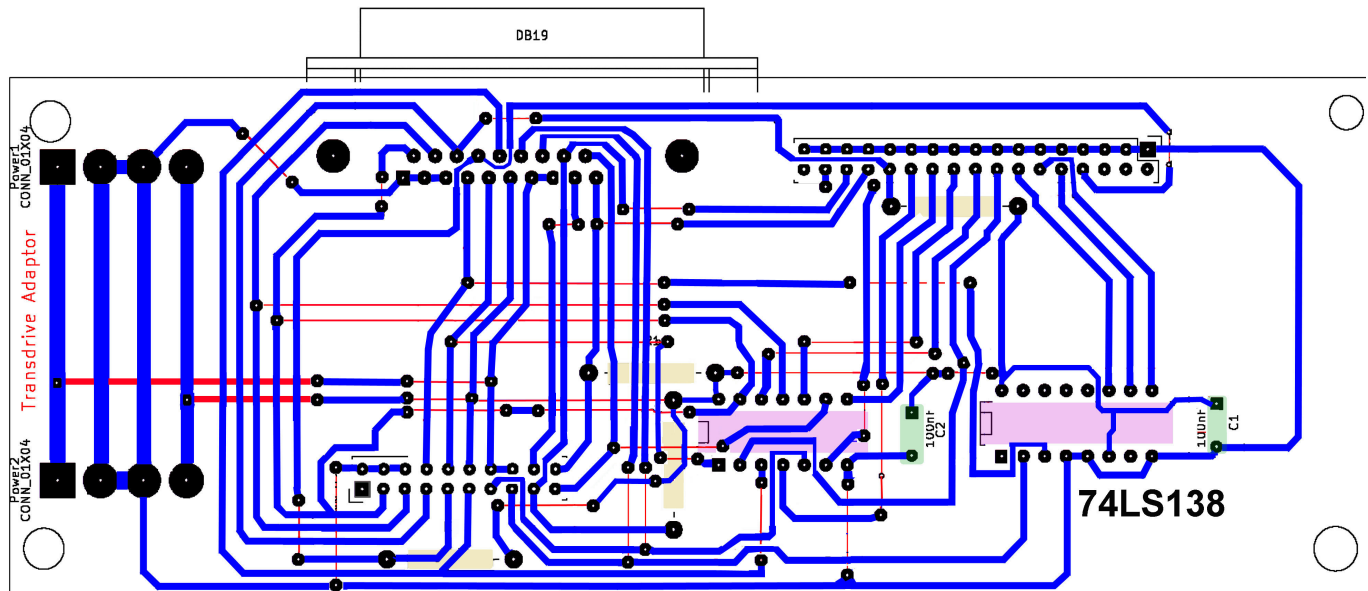 DB19
Power1
CONN_01X04
Transdrive Adaptor
Power2
CONN_01X04
100nF
C2
100nF
C1
74LS138